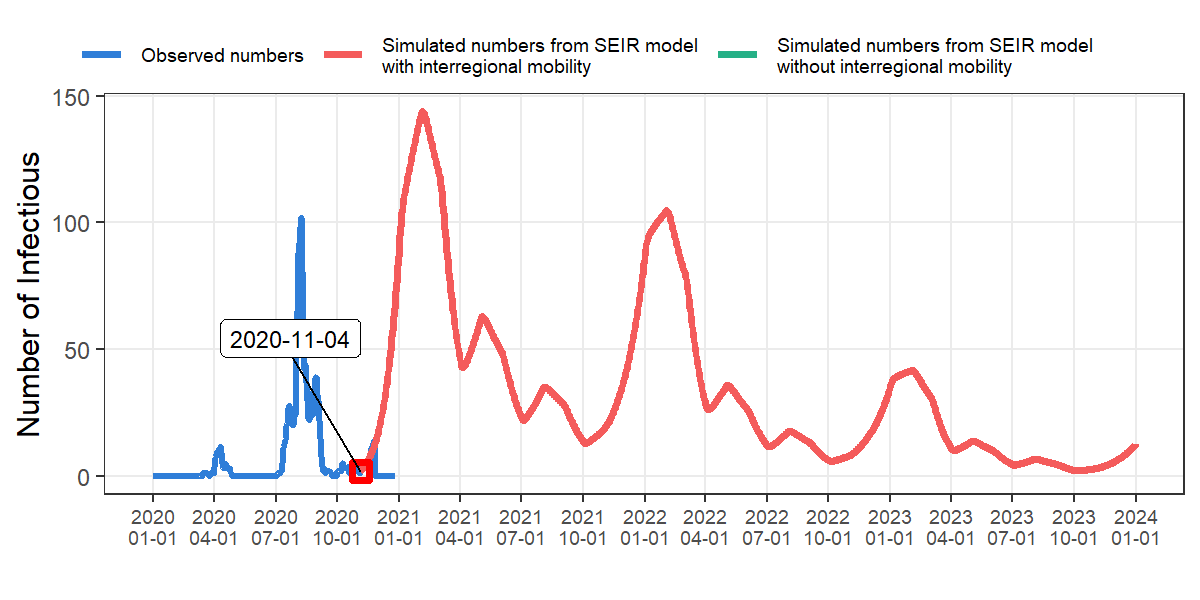 Observed numbers
Simulated numbers from SEIR model
with interregional mobility
Simulated numbers from SEIR model
without interregional mobility
Number of Infectious
150
100
50
0
2020-11-04
2020 2020 2020 2020 2021 2021 2021 2021 2022 2022 2022 2022 2023 2023 2023 2023 2024
01-01 04-01 07-01 10-01 01-01 04-01 07-01 10-01 01-01 04-01 07-01 10-01 01-01 04-01 07-01 10-01 01-01